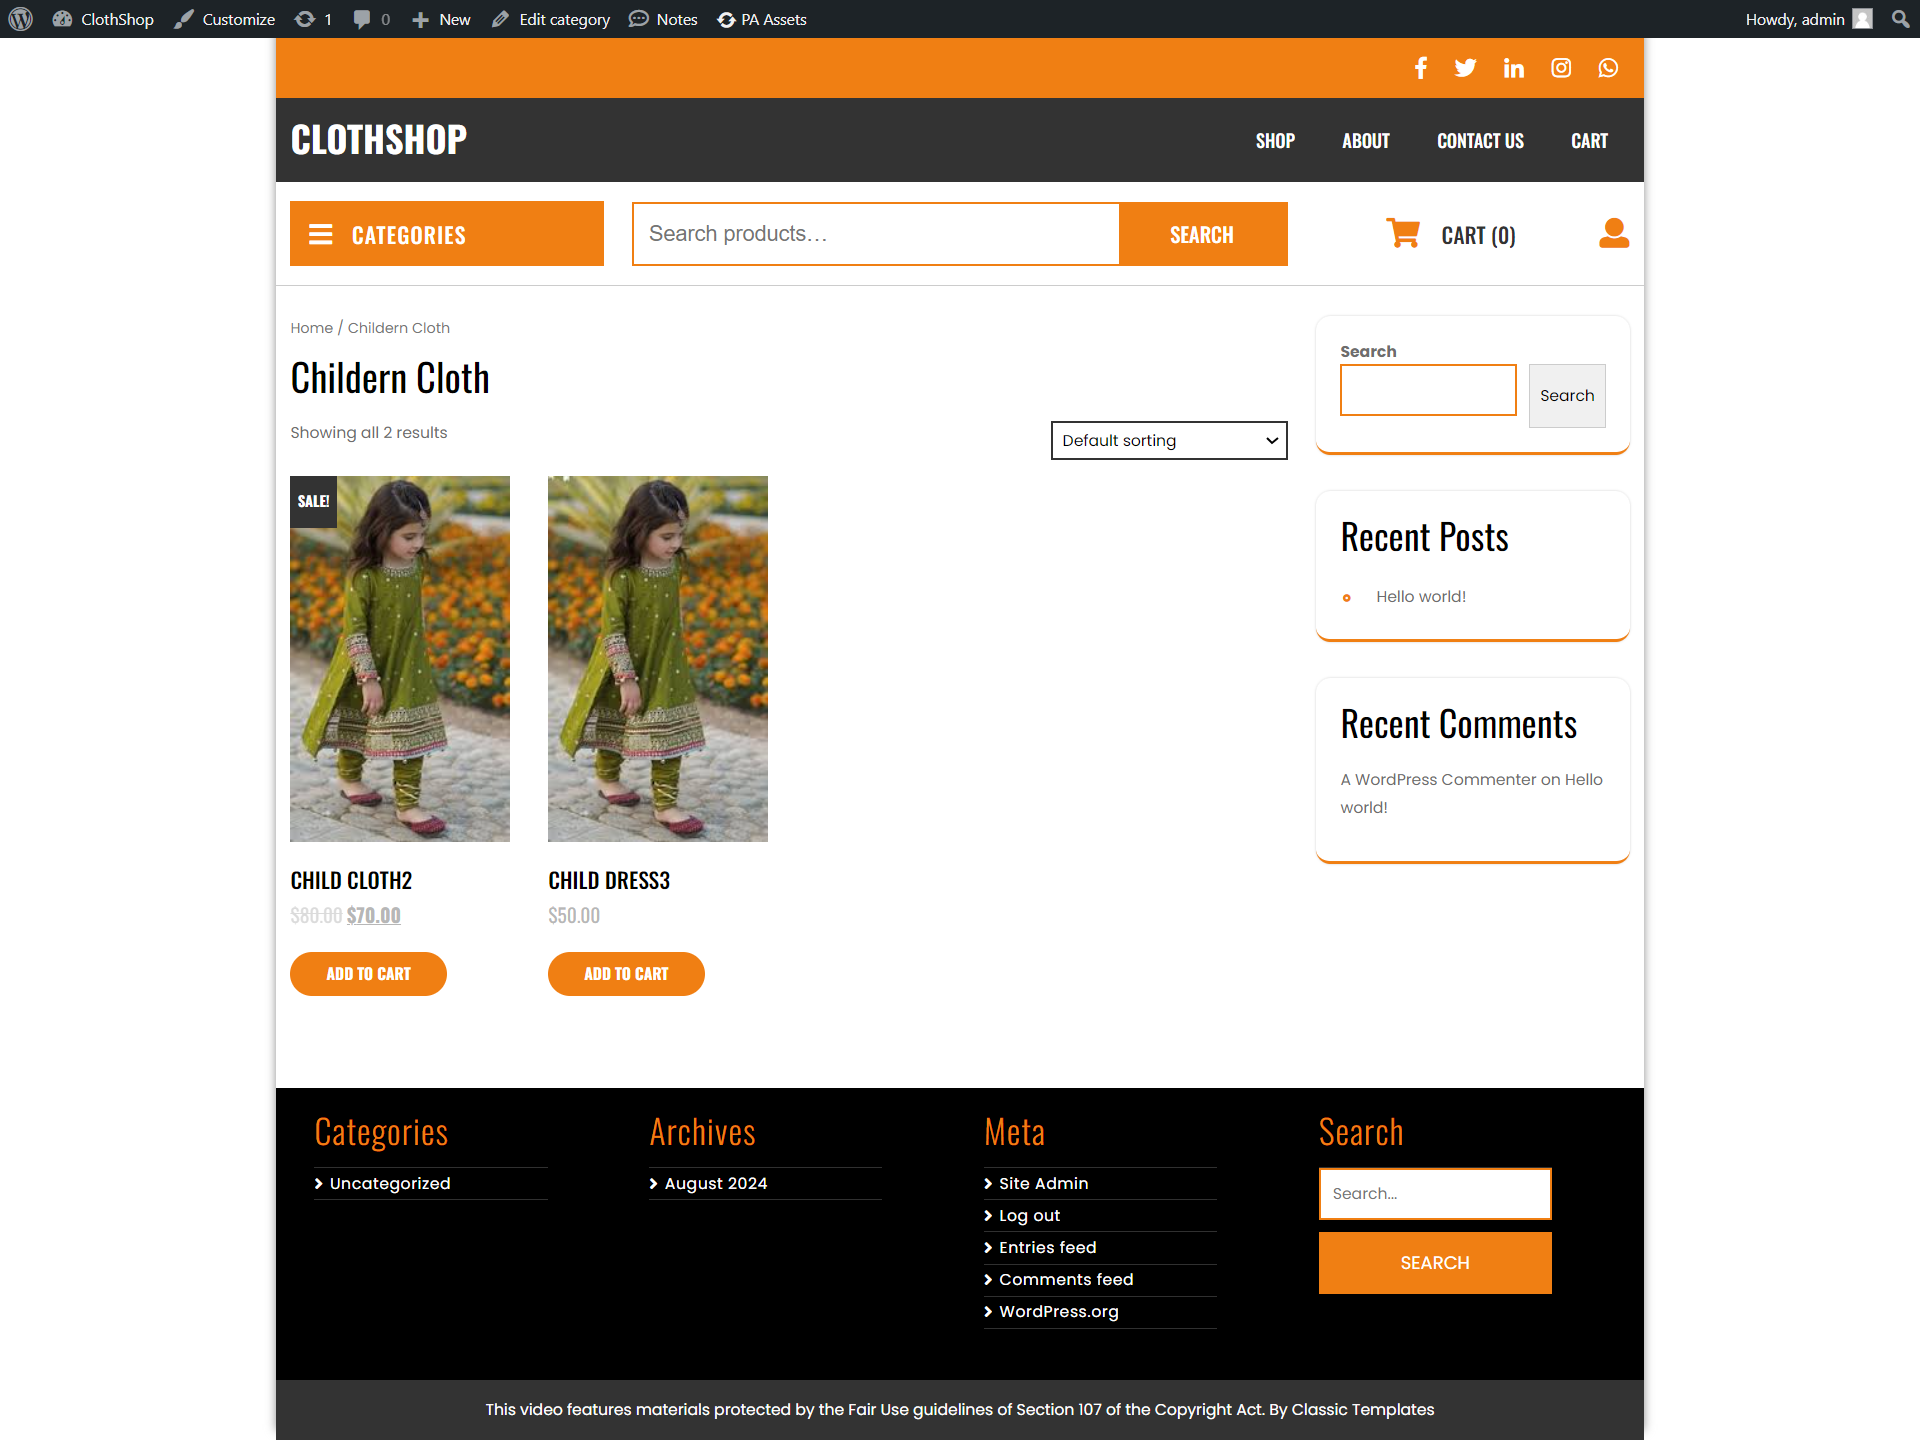 ClothShop Customize 1 0 New Edit category Notes PA Assets Howdy, admin
CLOTHSHOP SHOP ABOUT CONTACT US CART
CATEGORIES Search products… SEARCH CART (0)
Home / Childern Cloth
Childern Cloth
Showing all 2 results
Default sorting
SALE!
CHILD CLOTH2
$80.00 $70.00
ADD TO CART
CHILD DRESS3
$50.00
ADD TO CART
Search
Search
Recent Posts
Hello world!
Recent Comments
A WordPress Commenter on Hello
world!
Categories
Uncategorized
Archives
August 2024
Meta
Site Admin
Log out
Entries feed
Comments feed
WordPress.org
Search
Search...
SEARCH
This video features materials protected by the Fair Use guidelines of Section 107 of the Copyright Act. By Classic Templates